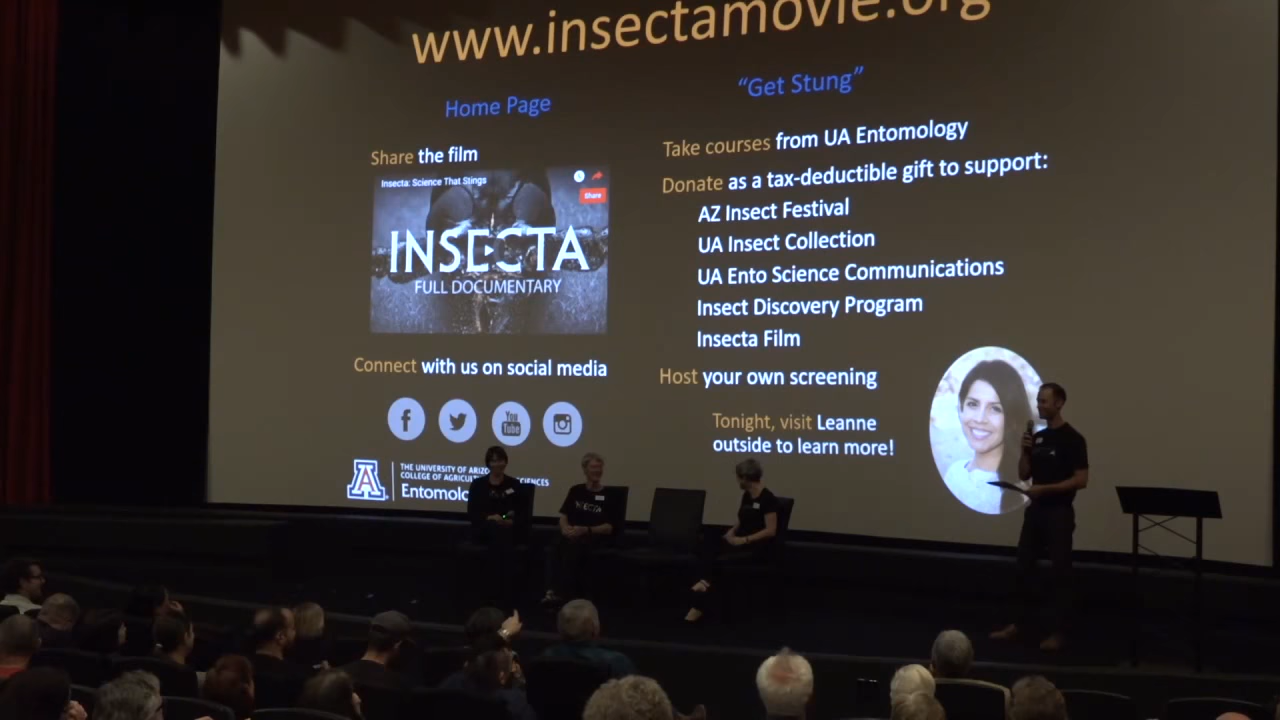 www.insectamovie.org
Home Page
Share the film
Insecta: Science That Stings
Share
INSECTA
FULL DOCUMENTARY
Connect with us on social media
You
Tube
THE UNIVERSITY OF
COLLEGE OF SCIENCES
"Get Stung"
Take courses from UA Entomology
Donate as a tax-deductible gift to support:
AZ Insect Festival
UA Insect Collection
UA Ento Science Communications
Insect Discovery Program
Insecta Film
Host your own screening
Tonight, visit Leanne
outside to learn more!